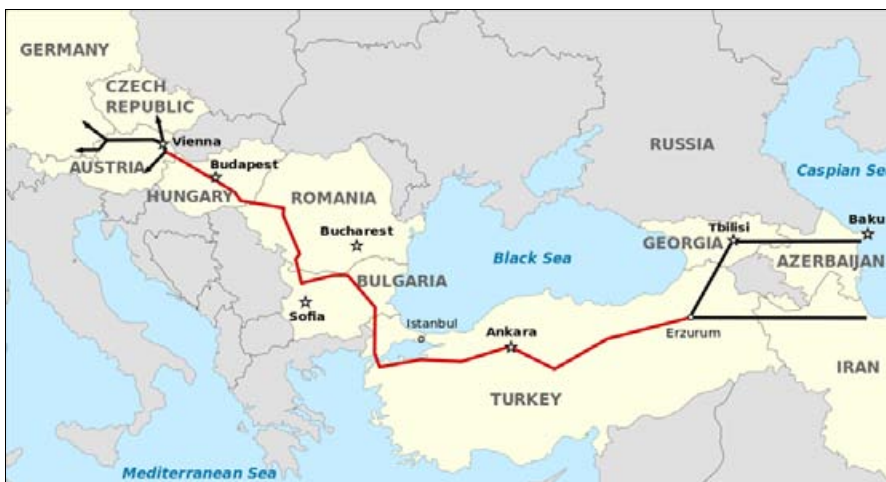 GERMANY
CZECH
REPUBLIC
Vienna
AUSTRIA
Budapest
HUNGARY
ROMANIA
Bucharest
BULGARIA
Sofia
Istanbul
Ankara
TURKEY
Black Sea
RUSSIA
Caspian Sea
Tbilisi
GEORGIA
Baku
AZERBAIJAN
Erzurum
IRAN
Mediterranean Sea